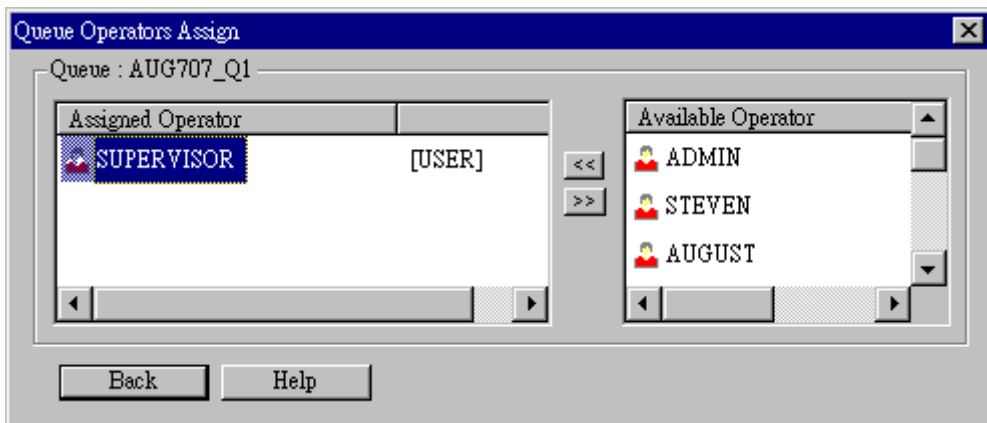 Queue Operators Assign
Queue : AUG707_Q1
Assigned Operator
SUPERVISOR [USER]
<<
>>
Available Operator
ADMIN
STEVEN
AUGUST
Back Help